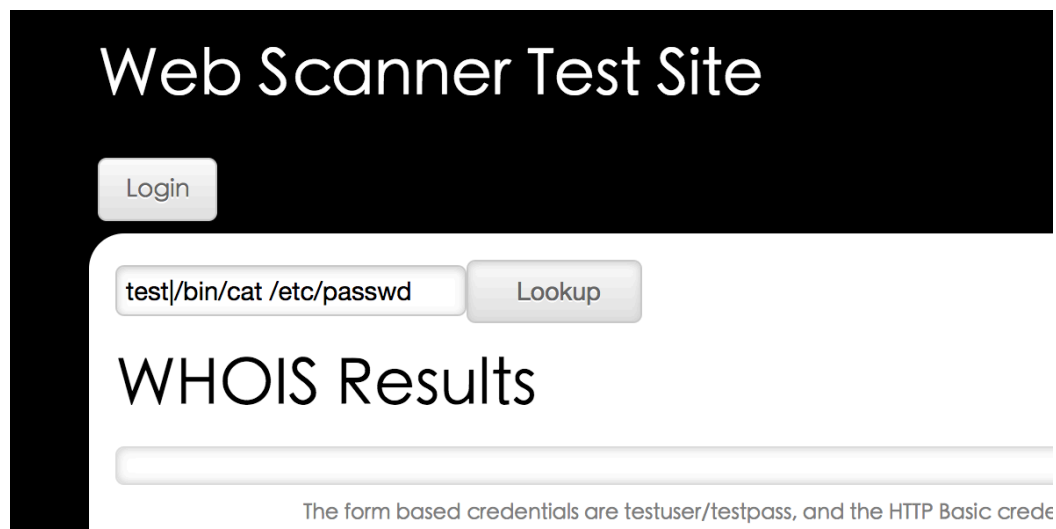 Web Scanner Test Site
Login
test|/bin/cat /etc/passwd
Lookup
WHOIS Results
The form based credentials are testuser/testpass, and the HTTP Basic crede